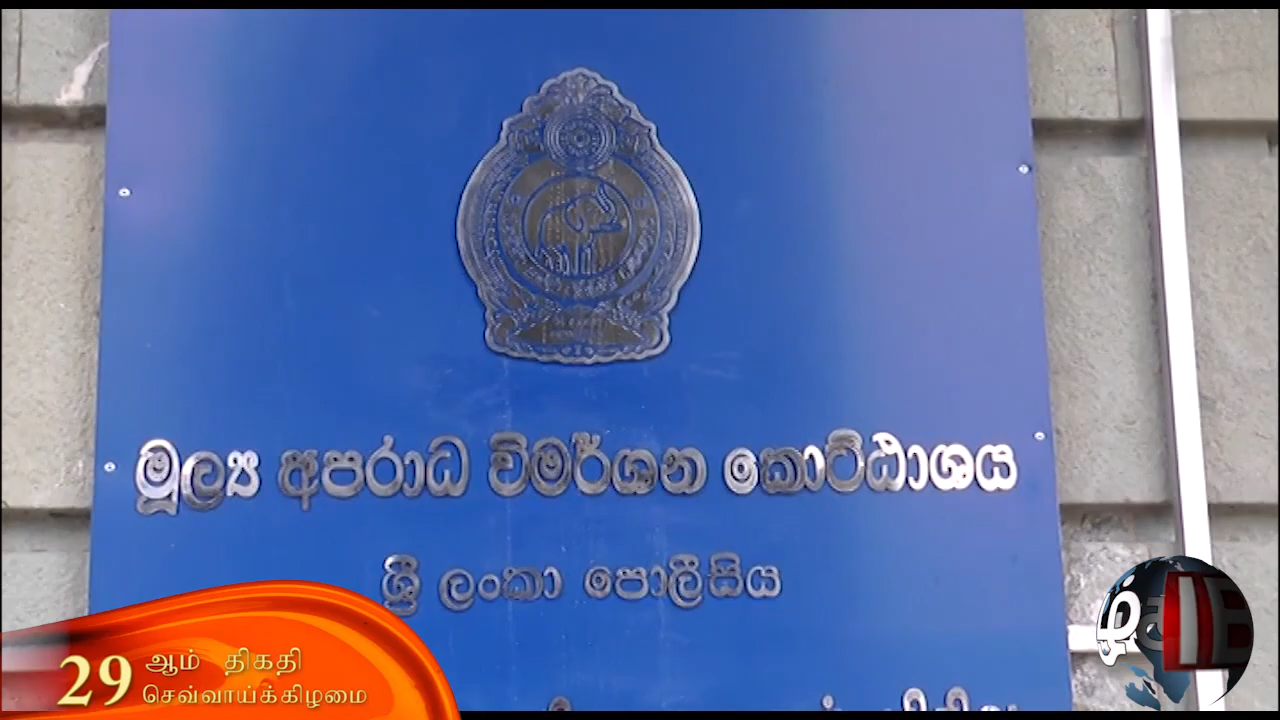 මූල්‍ය අපරාධ විමර්ශන කොට්ඨාශය
ශ්‍රී ලංකා පොලීසිය
29 ஆம் திகதி
செவ்வாய்க்கிழமை